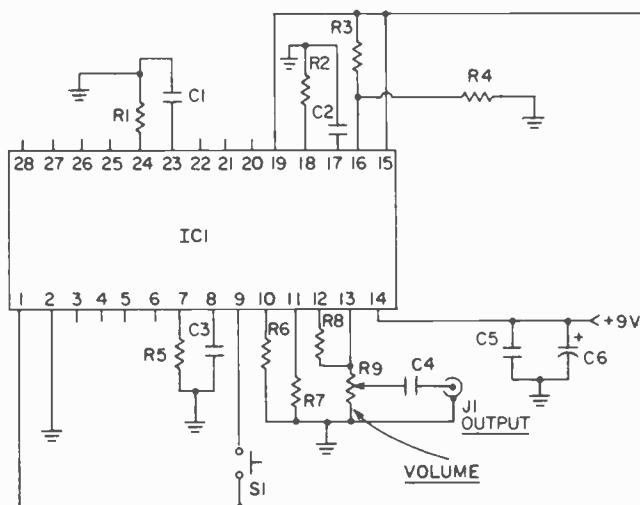 R3
R2
R4
C1
R1
C2
28 27 26 25 24 23 22 21 20 19 18 17 16 15
IC1
1 2 3 4 5 6 7 8 9 10 11 12 13 14
R5
C3
R6
R8
R7
R9
C4
C5
+
C6
+9V
J1
OUTPUT
VOLUME
S1